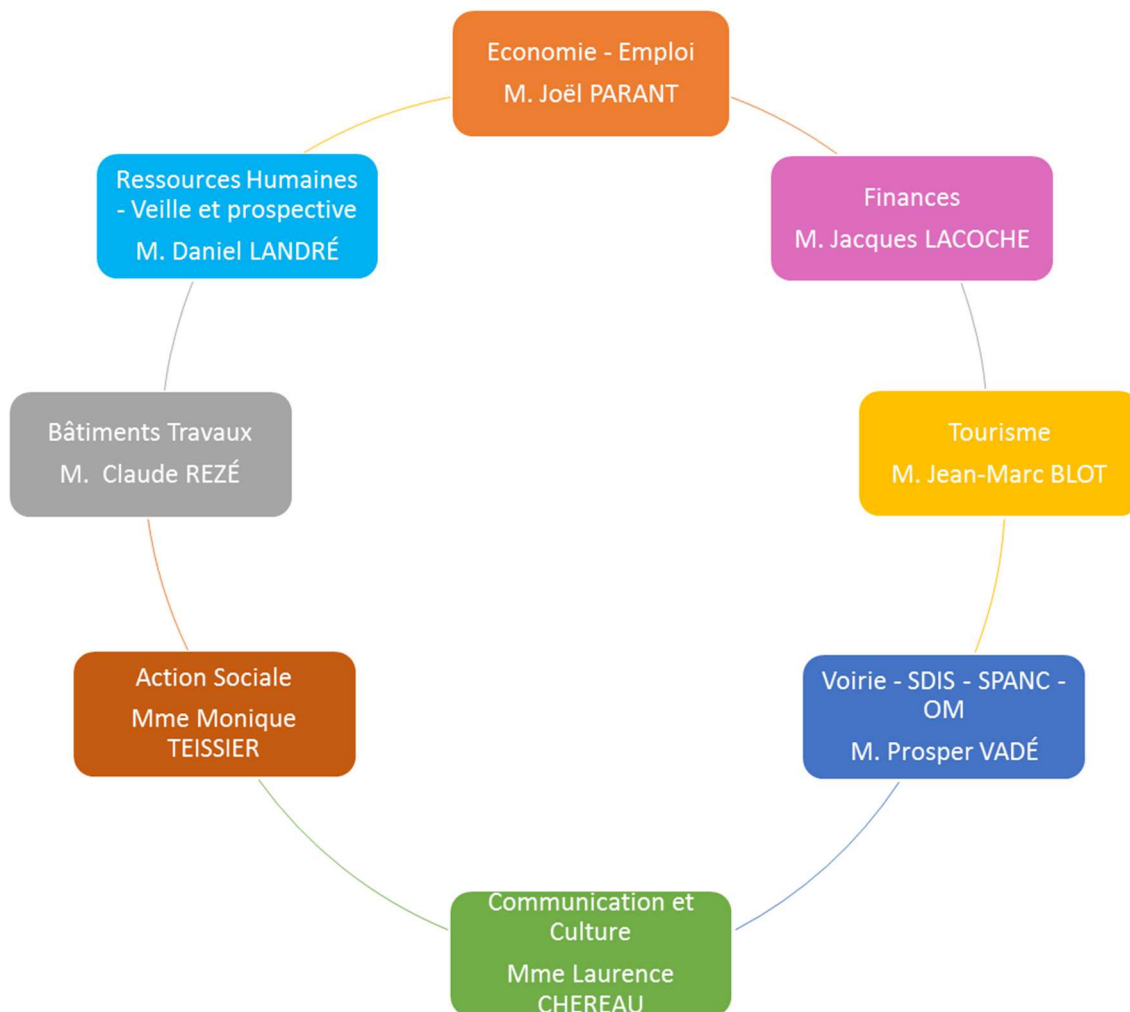 Economie - Emploi
M. Joël PARANT
Finances
M. Jacques LACOCHE
Tourisme
M. Jean-Marc BLOT
Voirie - SDIS - SPANC -
OM
M. Prosper VADÉ
Communication et
Culture
Mme Laurence
CHEREAU
Action Sociale
Mme Monique
TEISSIER
Bâtiments Travaux
M.  Claude REZÉ
Ressources Humaines
- Veille et prospective
M. Daniel LANDRÉ